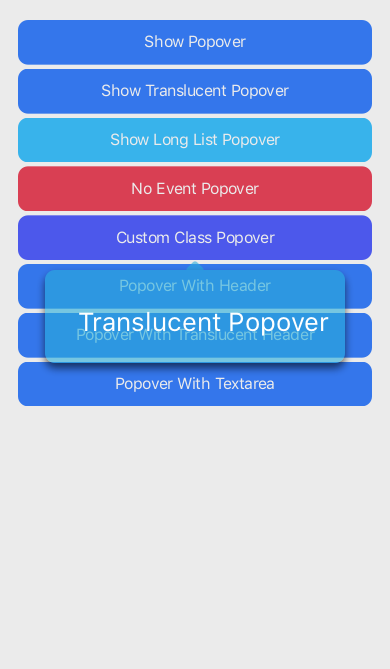 Show Popover
Show Translucent Popover
Show Long List Popover
No Event Popover
Custom Class Popover
Popover With Header
Translucent Popover
Popover With Translucent Header
Popover With Textarea